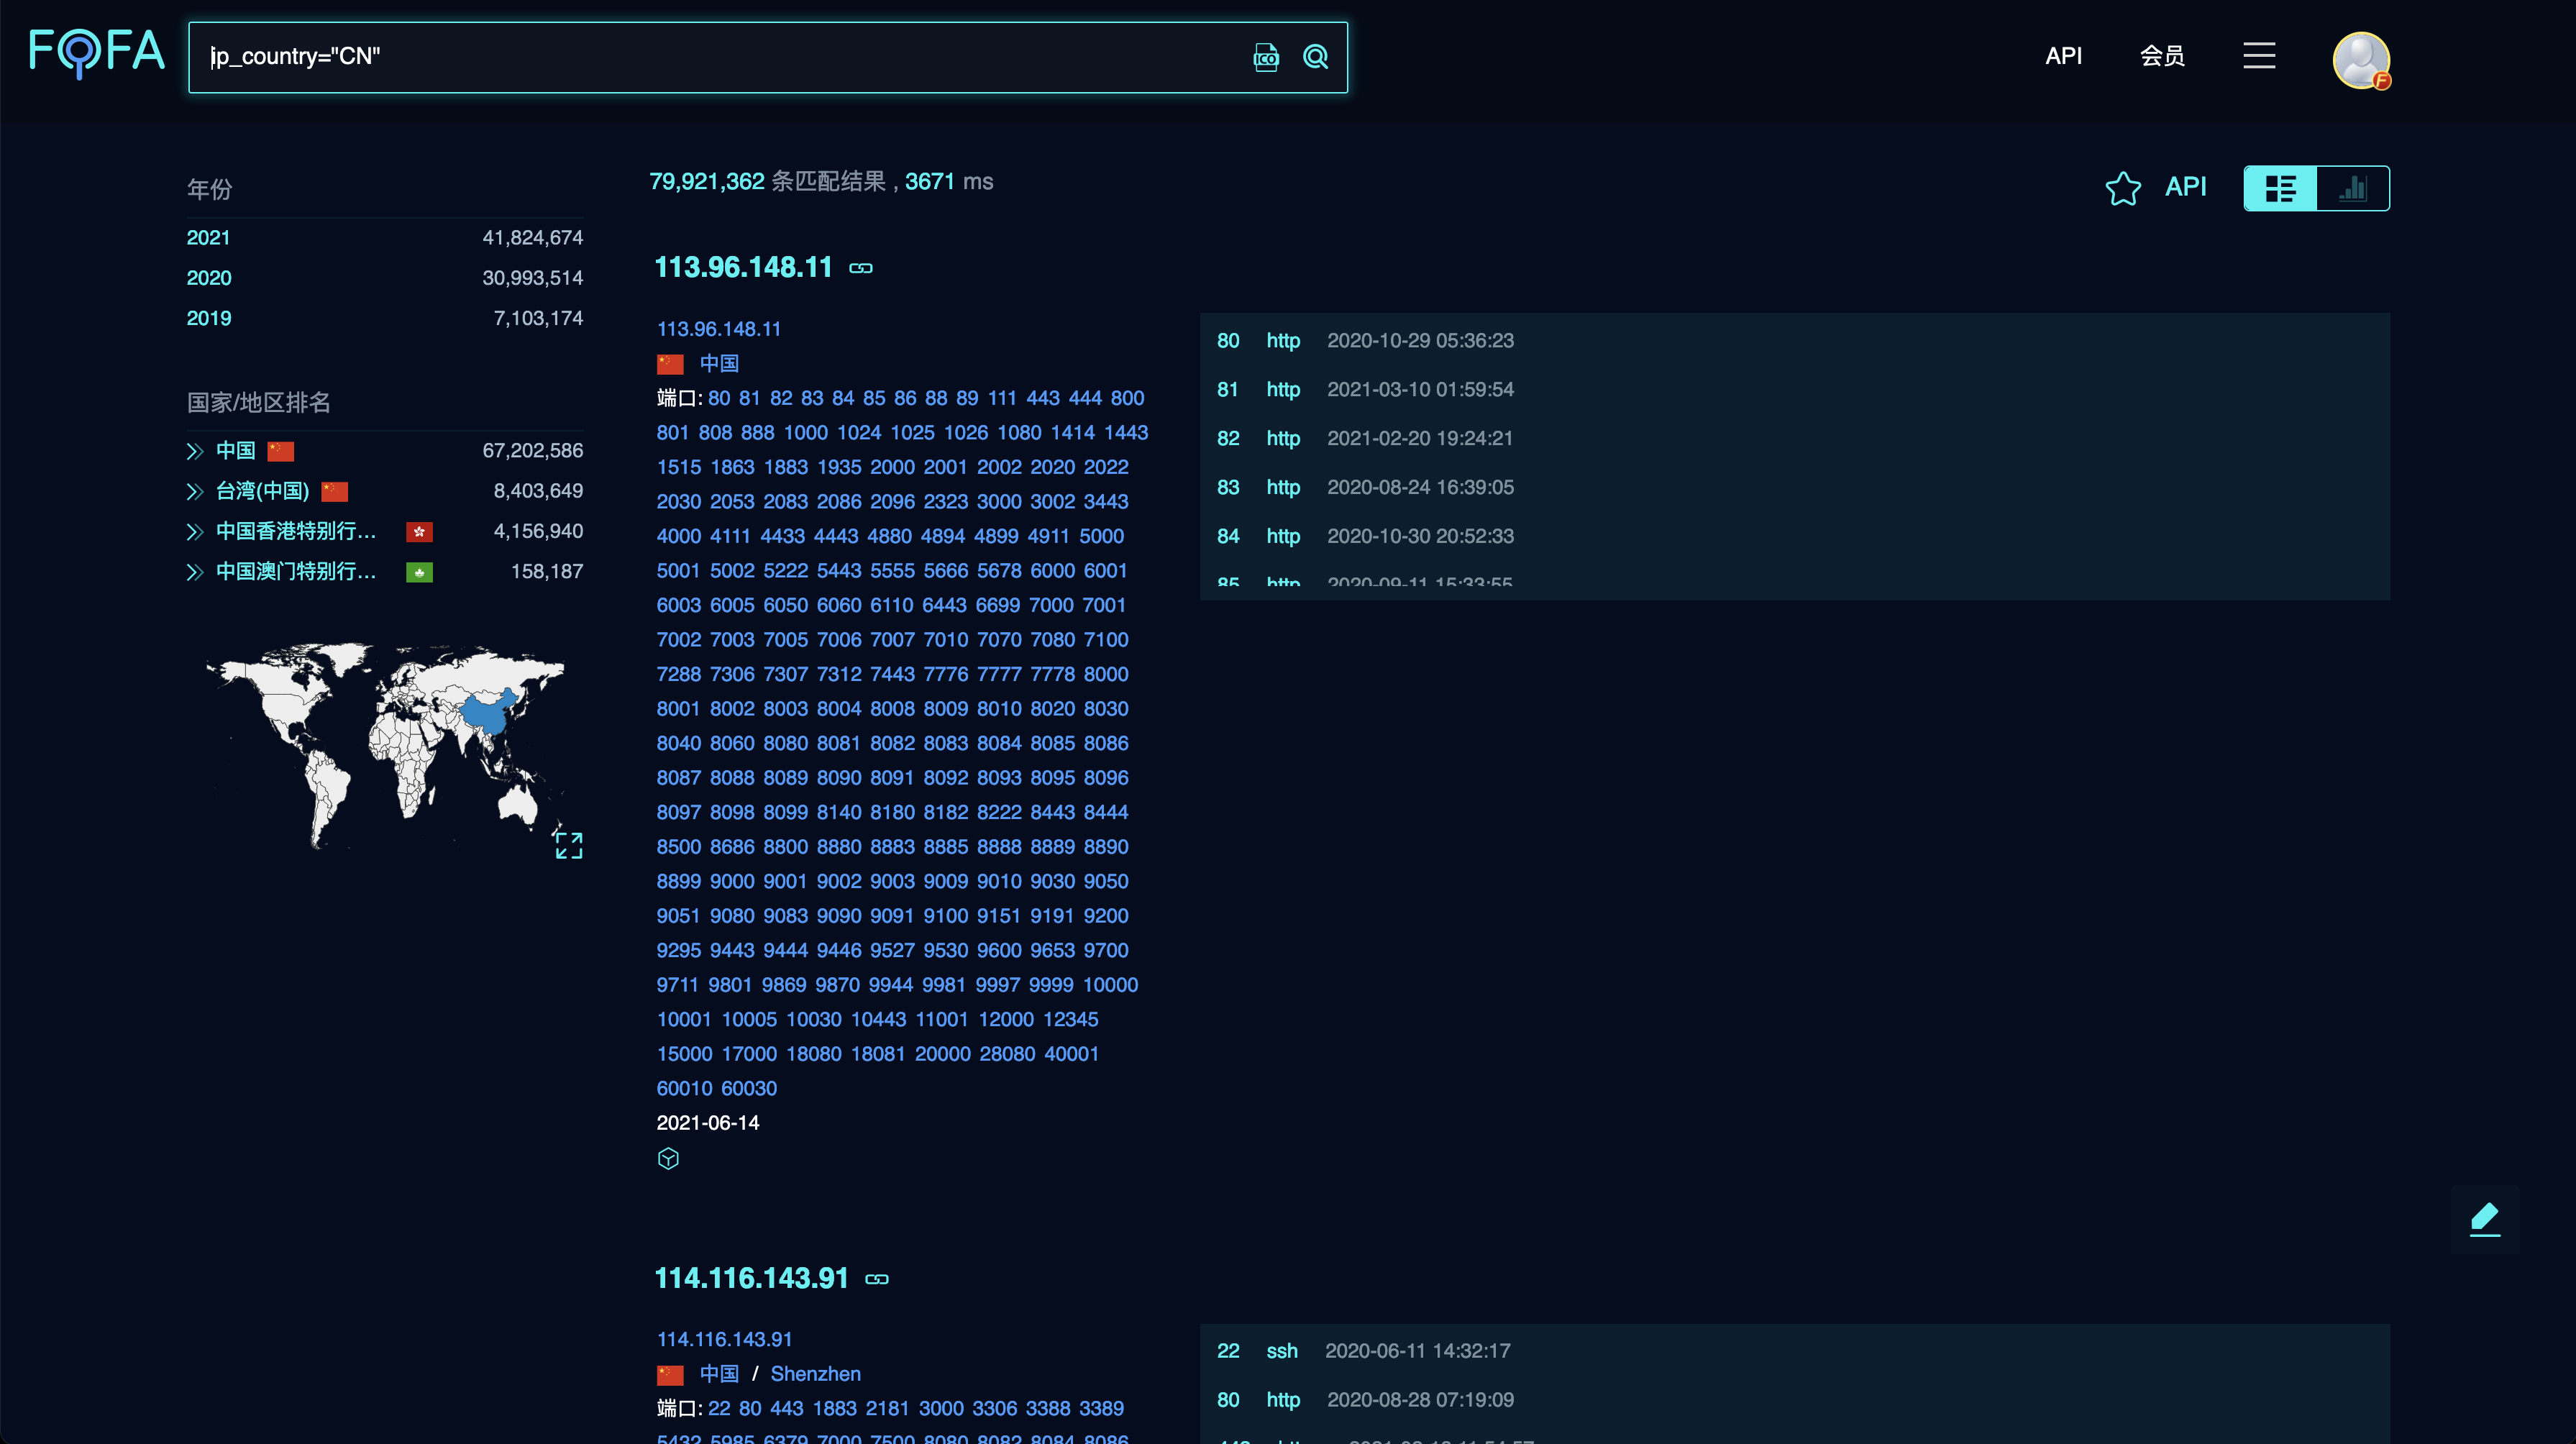 FOFA
ip_country="CN"
ICO
API
会员
F
年份
2021 41,824,674
2020 30,993,514
2019 7,103,174
国家/地区排名
中国 67,202,586
台湾(中国) 8,403,649
中国香港特别行... 4,156,940
中国澳门特别行... 158,187
79,921,362 条匹配结果 , 3671 ms
API
113.96.148.11
113.96.148.11
中国
端口: 80 81 82 83 84 85 86 88 89 111 443 444 800
801 808 888 1000 1024 1025 1026 1080 1414 1443
1515 1863 1883 1935 2000 2001 2002 2020 2022
2030 2053 2083 2086 2096 2323 3000 3002 3443
4000 4111 4433 4443 4880 4894 4899 4911 5000
5001 5002 5222 5443 5555 5666 5678 6000 6001
6003 6005 6050 6060 6110 6443 6699 7000 7001
7002 7003 7005 7006 7007 7010 7070 7080 7100
7288 7306 7307 7312 7443 7776 7777 7778 8000
8001 8002 8003 8004 8008 8009 8010 8020 8030
8040 8060 8080 8081 8082 8083 8084 8085 8086
8087 8088 8089 8090 8091 8092 8093 8095 8096
8097 8098 8099 8140 8180 8182 8222 8443 8444
8500 8686 8800 8880 8883 8885 8888 8889 8890
8899 9000 9001 9002 9003 9009 9010 9030 9050
9051 9080 9083 9090 9091 9100 9151 9191 9200
9295 9443 9444 9446 9527 9530 9600 9653 9700
9711 9801 9869 9870 9944 9981 9997 9999 10000
10001 10005 10030 10443 11001 12000 12345
15000 17000 18080 18081 20000 28080 40001
60010 60030
2021-06-14
80 http 2020-10-29 05:36:23
81 http 2021-03-10 01:59:54
82 http 2021-02-20 19:24:21
83 http 2020-08-24 16:39:05
84 http 2020-10-30 20:52:33
85 http 2020-09-11 15:33:55
114.116.143.91
114.116.143.91
中国 / Shenzhen
端口: 22 80 443 1883 2181 3000 3306 3388 3389
5432 5985 6379 7000 7500 8080 8082 8084 8086
22 ssh 2020-06-11 14:32:17
80 http 2020-08-28 07:19:09